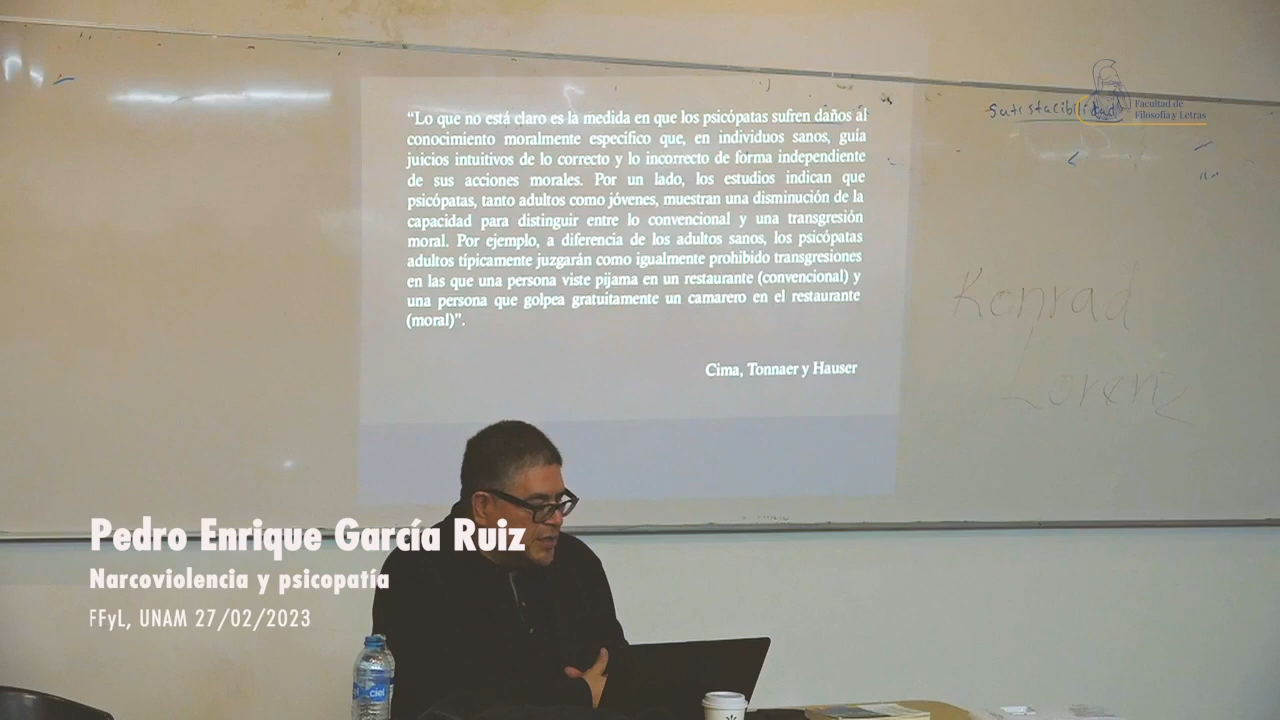 “Lo que no está claro es la medida en que los psicópatas sufren daños al
conocimiento moralmente específico que, en individuos sanos, guía
juicios intuitivos de lo correcto y lo incorrecto de forma independiente
de sus acciones morales. Por un lado, los estudios indican que
psicópatas, tanto adultos como jóvenes, muestran una disminución de la
capacidad para distinguir entre lo convencional y una transgresión
moral. Por ejemplo, a diferencia de los adultos sanos, los psicópatas
adultos típicamente juzgarán como igualmente prohibido transgresiones
en las que una persona viste pijama en un restaurante (convencional) y
una persona que golpea gratuitamente un camarero en el restaurante
(moral)”.
Cima, Tonnaer y Hauser
Facultad de
Filosofía y Letras
Konrad
Lorenz
Pedro Enrique García Ruiz
Narcoviolencia y psicopatía
FFyL, UNAM 27/02/2023
ciel